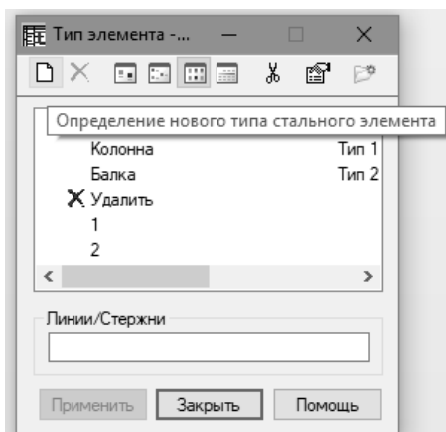 Тип элемента -...
Определение нового типа стального элемента
Колонна Тип 1
Балка Тип 2
Удалить
1
2
Линии/Стержни
Применить Закрыть Помощь